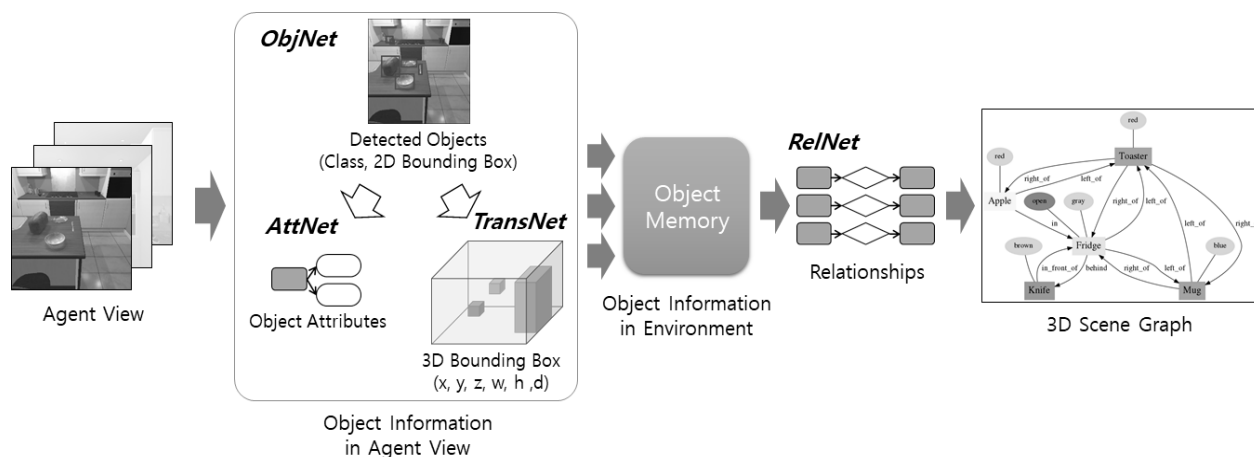 Agent View
ObjNet
Detected Objects
(Class, 2D Bounding Box)
AttNet
Object Attributes
TransNet
3D Bounding Box
(x, y, z, w, h ,d)
Object Information
in Agent View
Object
Memory
Object Information
in Environment
RelNet
Relationships
red
red
Toaster
right_of
left_of
Apple
open
gray
right_of
left_of
in
left_of
right_
brown
Fridge
blue
in_front_of
behind
right_of
left_of
Knife
Mug
3D Scene Graph